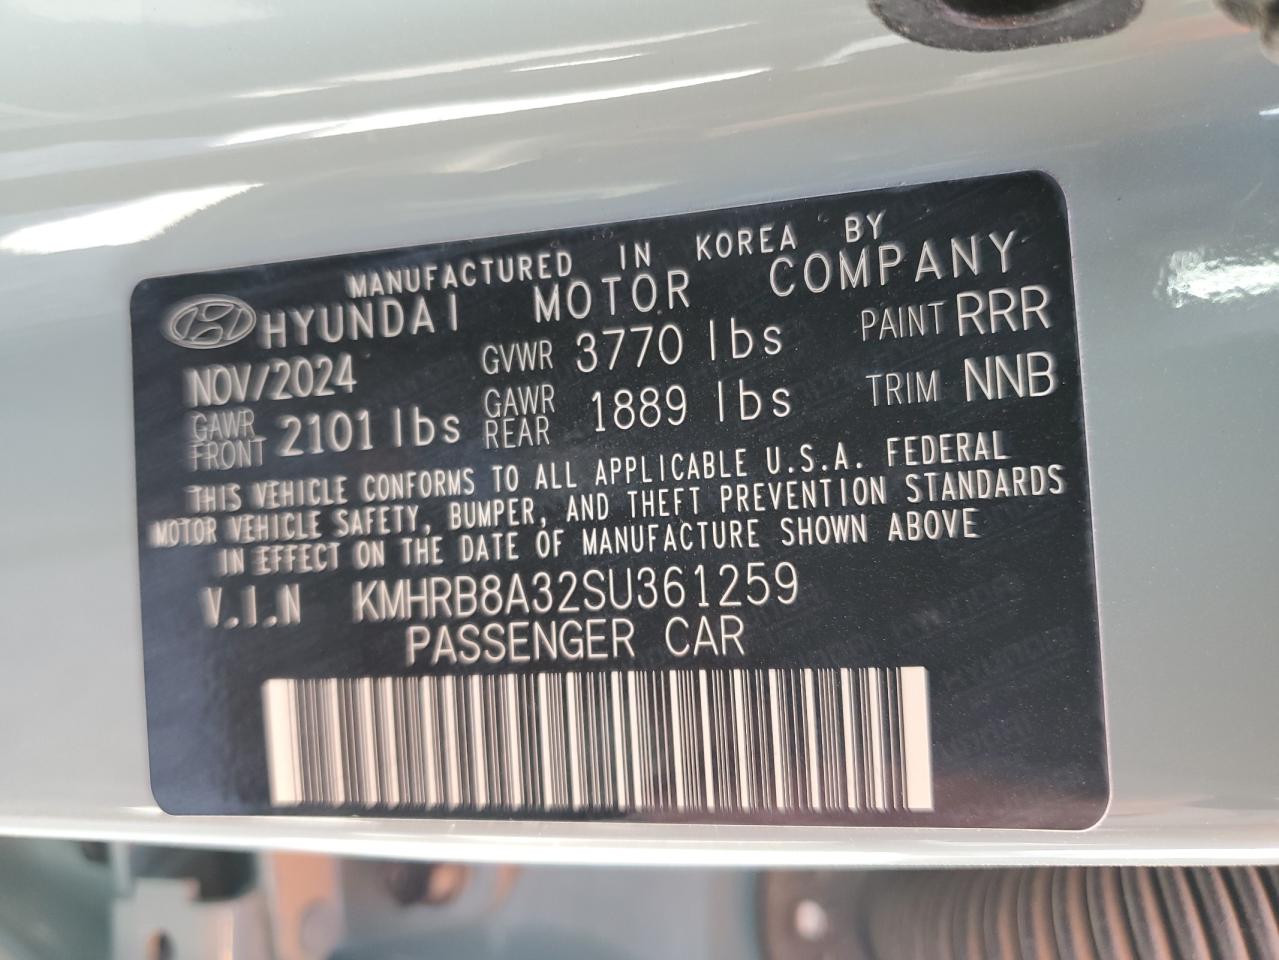 MANUFACTURED IN KOREA BY
HYUNDAI MOTOR COMPANY
NOV/2024 GVWR 3770 lbs PAINT RRR
GAWR FRONT 2101 lbs GAWR REAR 1889 lbs TRIM NNB
THIS VEHICLE CONFORMS TO ALL APPLICABLE U.S.A. FEDERAL
MOTOR VEHICLE SAFETY, BUMPER, AND THEFT PREVENTION STANDARDS
IN EFFECT ON THE DATE OF MANUFACTURE SHOWN ABOVE
V.I.N KMHRB8A32SU361259
PASSENGER CAR